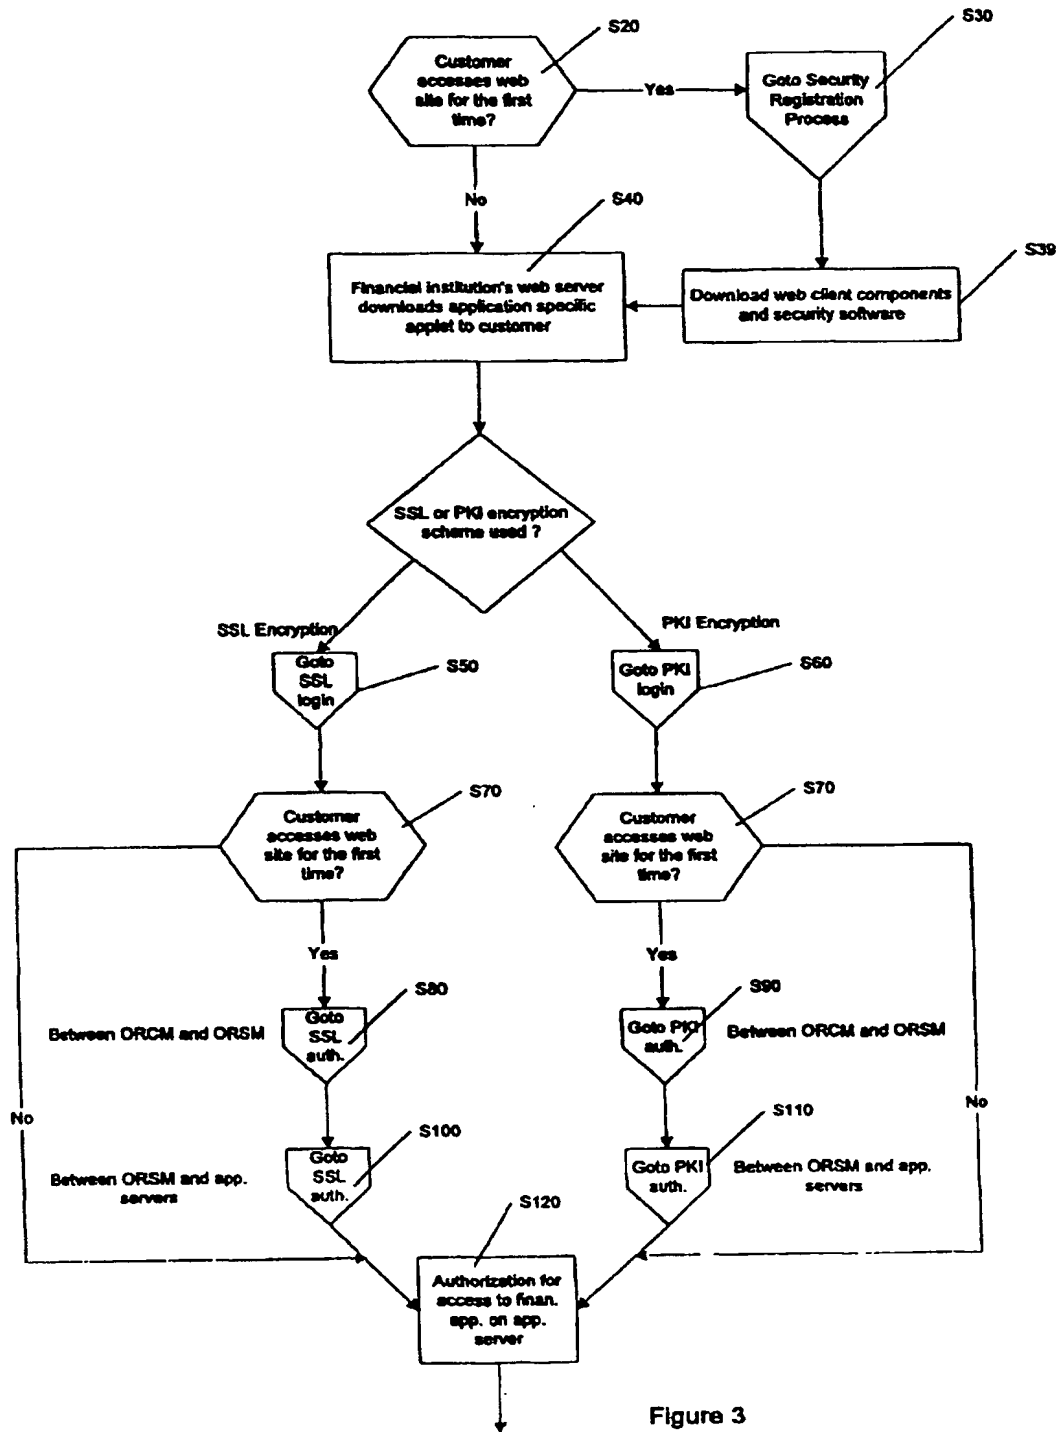 S20
S30
Customer
accesses web
site for the first
time?
Yes
Goto Security
Registration
Process
No
S40
S39
Financial institution's web server
downloads application specific
applet to customer
Download web client components
and security software
SSL or PKI encryption
scheme used ?
SSL Encryption
PKI Encryption
Goto
SSL
login
S50
Goto PKI
login
S60
S70
S70
Customer
accesses web
site for the first
time?
Customer
accesses web
site for the first
time?
Yes
Yes
S80
S90
Between ORCM and ORSM
Goto
SSL
auth.
Goto PKI
auth.
Between ORCM and ORSM
No
No
S100
S110
Between ORSM and app.
servers
Goto
SSL
auth.
Goto PKI
auth.
Between ORSM and app.
servers
S120
Authorization for
access to finan.
app. on app.
server
Figure 3